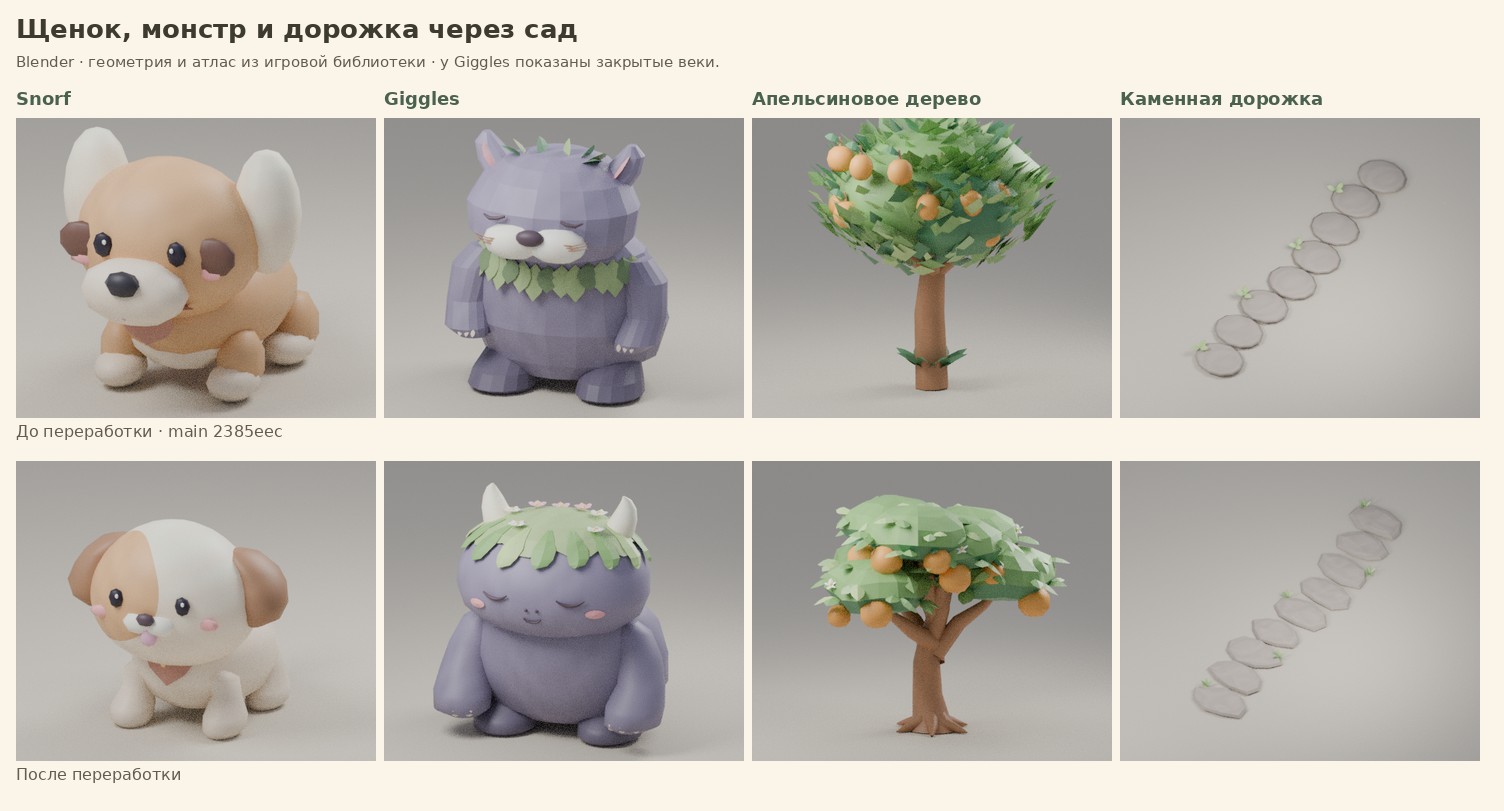 Щенок, монстр и дорожка через сад
Blender · геометрия и атлас из игровой библиотеки · у Giggles показаны закрытые веки.
Snorf
Giggles
Апельсиновое дерево
Каменная дорожка
До переработки · main 2385eec
После переработки